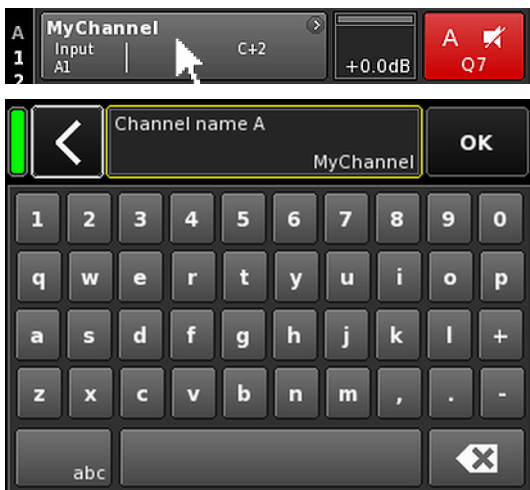 A
1
2
MyChannel
Input
A1
C+2
+0.0dB
A
Q7
Channel name A
MyChannel
OK
1 2 3 4 5 6 7 8 9 0
q w e r t y u i o p
a s d f g h j k l +
z x c v b n m , . -
abc